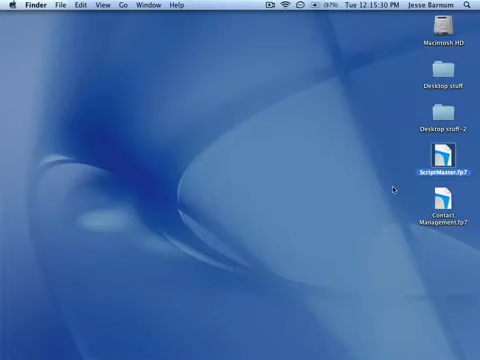 Finder File Edit View Go Window Help (97%) Tue 12:15:30 PM Jesse Barnum
Macintosh HD
Desktop stuff
Desktop stuff-2
ScriptMaster.fp7
Contact
Management.fp7